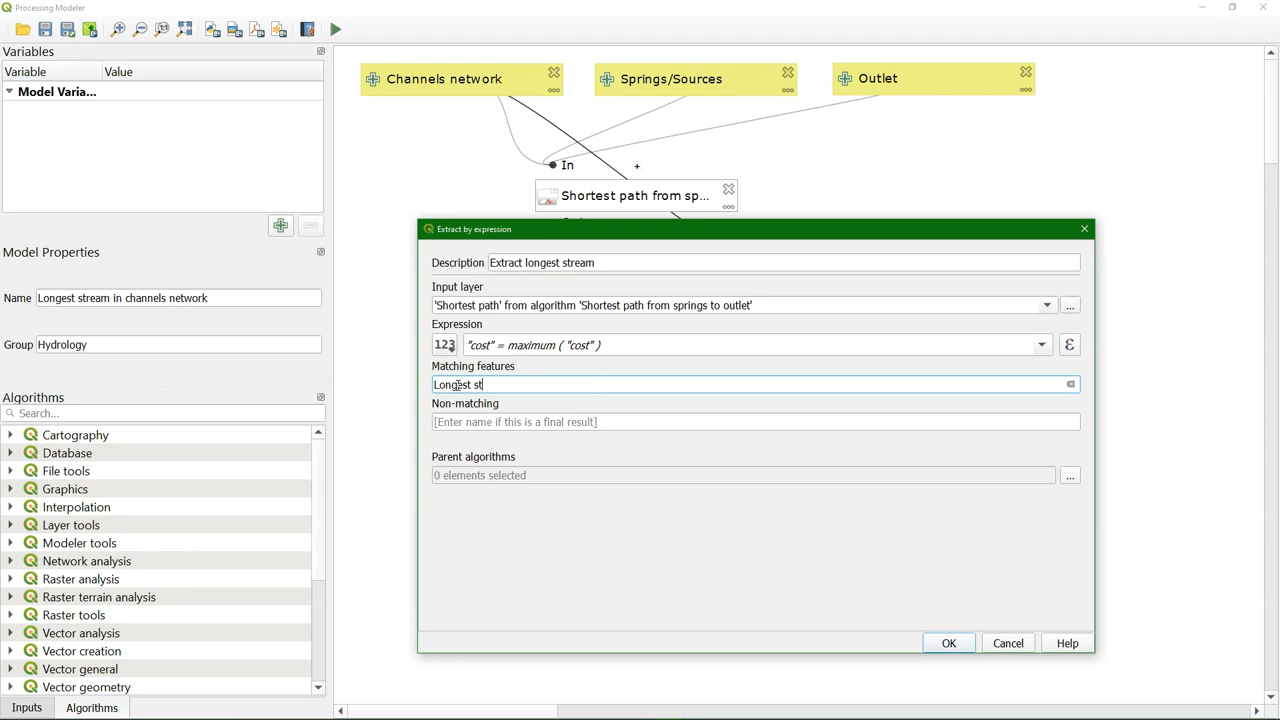 Processing Modeler
Variables
Variable Value
Model Varia...
Model Properties
Name Longest stream in channels network
Group Hydrology
Algorithms
Search...
Cartography
Database
File tools
Graphics
Interpolation
Layer tools
Modeler tools
Network analysis
Raster analysis
Raster terrain analysis
Raster tools
Vector analysis
Vector creation
Vector general
Vector geometry
Inputs Algorithms
Channels network Springs/Sources Outlet
In +
Shortest path from sp...
Extract by expression
Description Extract longest stream
Input layer
'Shortest path' from algorithm 'Shortest path from springs to outlet'
...
Expression
123 "cost" = maximum ( "cost" ) ε
Matching features
Longest st
Non-matching
[Enter name if this is a final result]
Parent algorithms
0 elements selected ...
OK Cancel Help